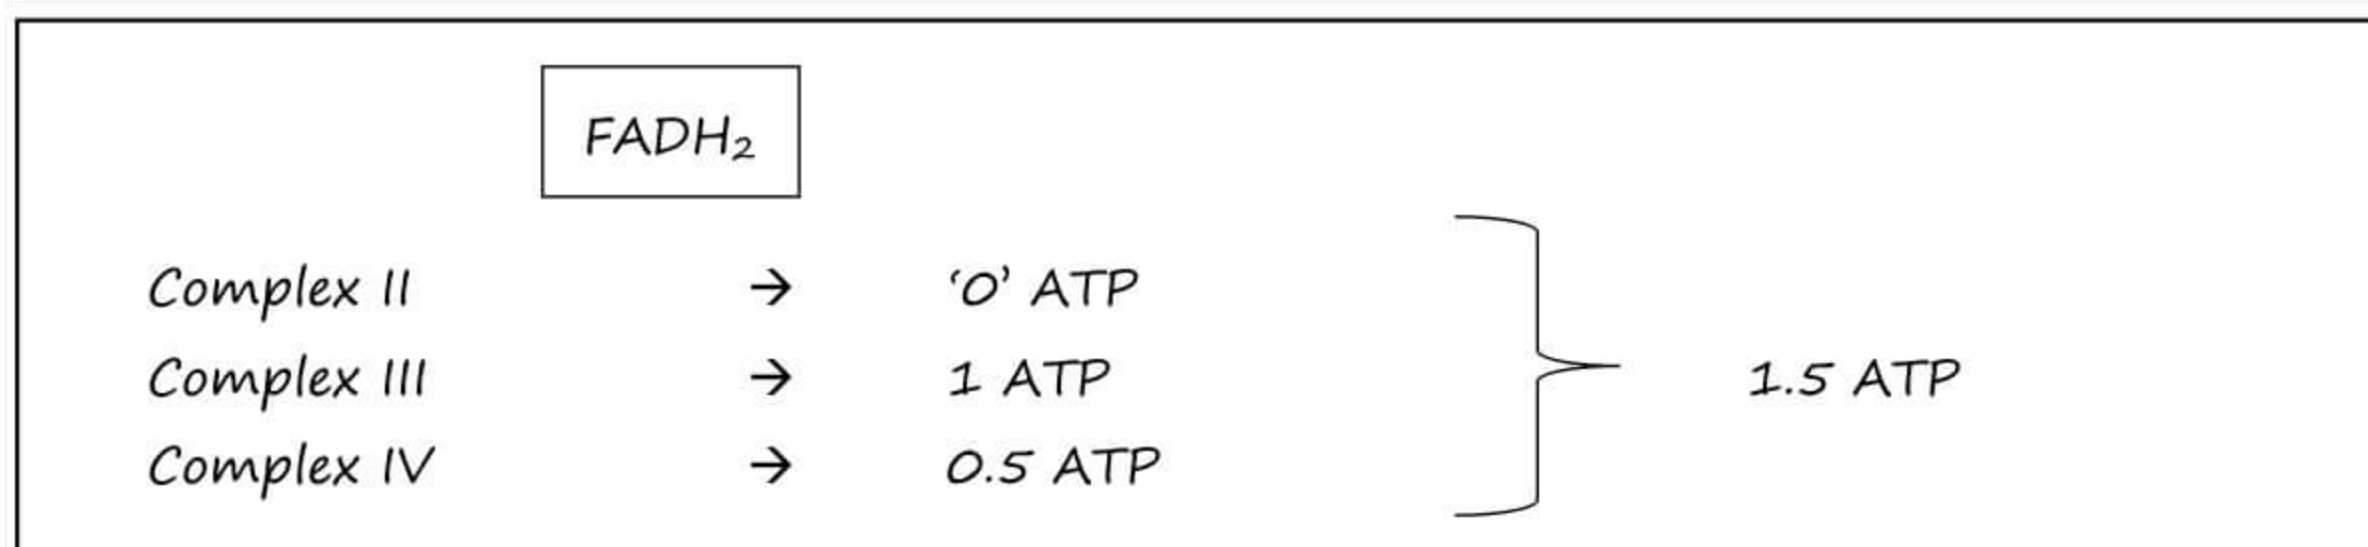 FADH₂
Complex II → ‘0’ ATP
Complex III → 1 ATP 1.5 ATP
Complex IV → 0.5 ATP